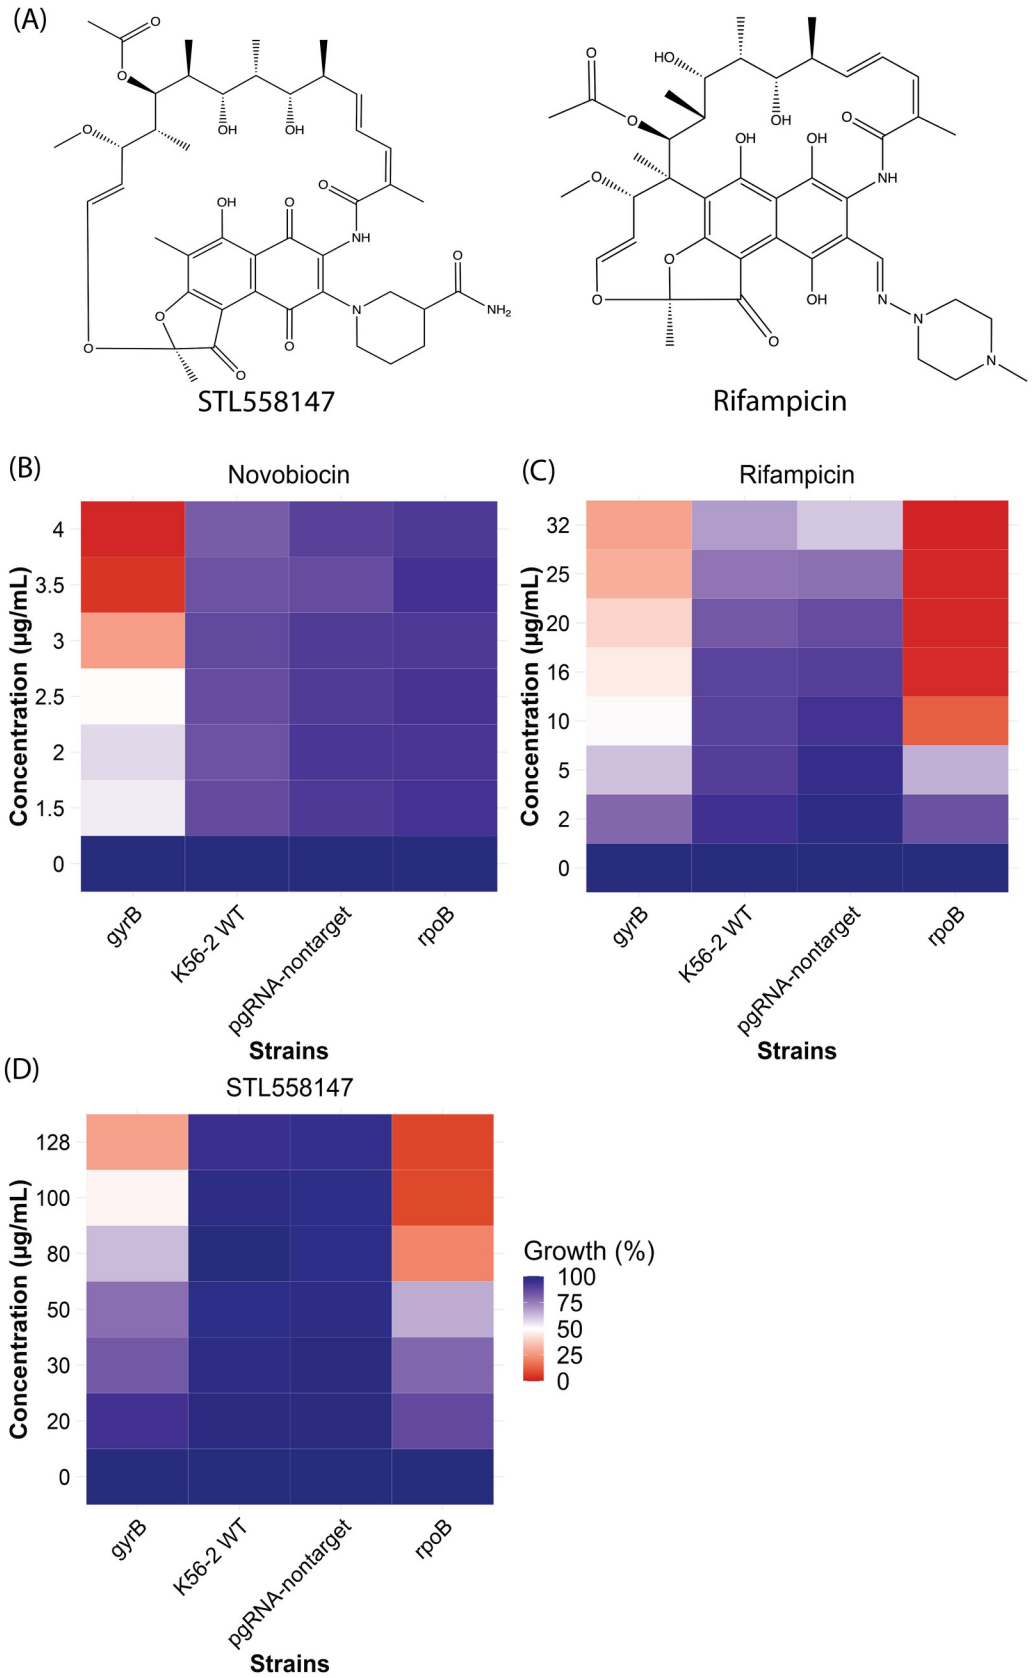 (A)
O
O
O
OH
OH
O
NH
OH
O
O
O
O
N
O
NH₂
O
STL558147
O
O
HO
OH
O
NH
OH
OH
O
O
O
O
OH
N
N
N
Rifampicin
(B)
Novobiocin
Concentration (µg/mL)
4
3.5
3
2.5
2
1.5
0
gyrB
K56-2 WT
pgRNA-nontarget
rpoB
Strains
(C)
Rifampicin
Concentration (µg/mL)
32
25
20
16
10
5
2
0
gyrB
K56-2 WT
pgRNA-nontarget
rpoB
Strains
(D)
STL558147
Concentration (µg/mL)
128
100
80
50
30
20
0
gyrB
K56-2 WT
pgRNA-nontarget
rpoB
Strains
Growth (%)
100
75
50
25
0